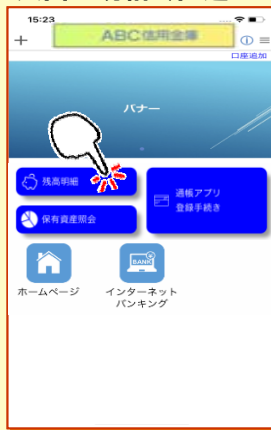 15:23
ABC信用金庫
口座追加
バナー
残高明細
通帳アプリ
登録手続き
保有資産照会
BANK
ホームページ
インターネット
バンキング